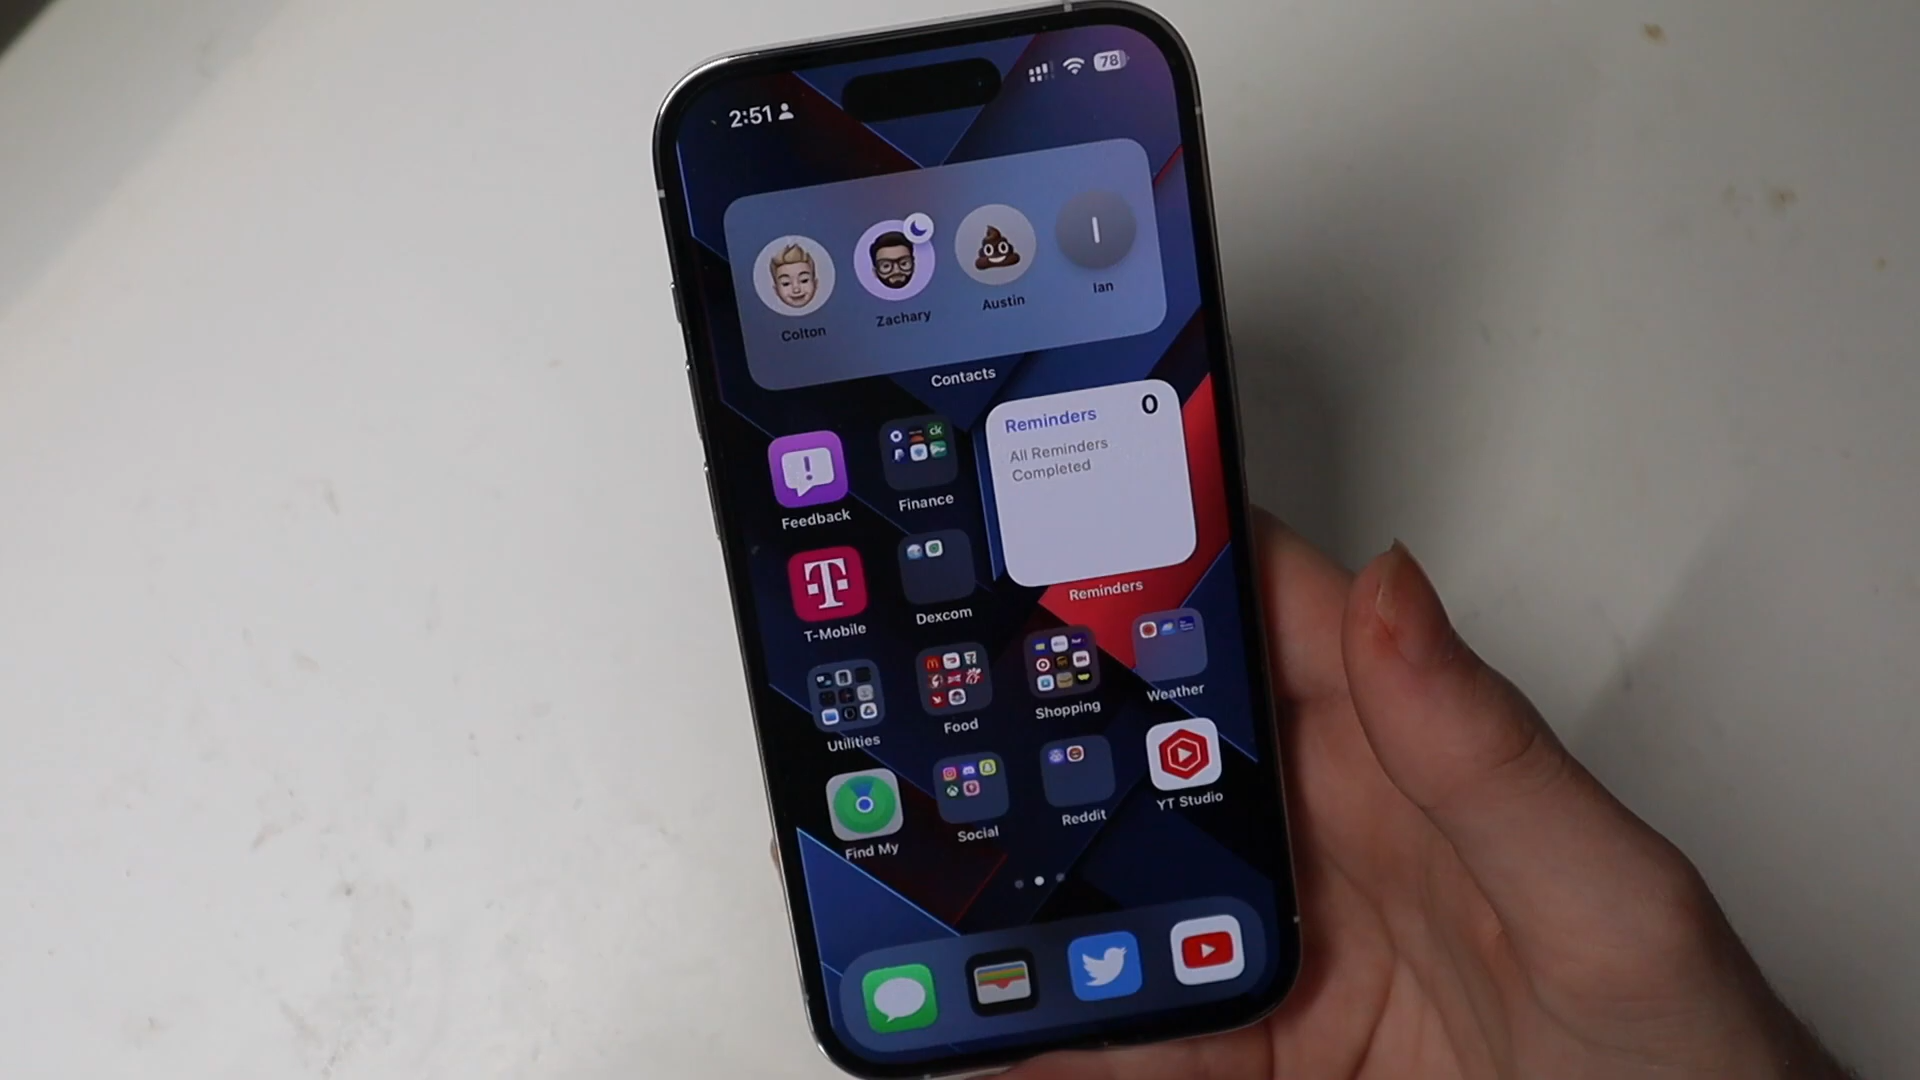 2:51
78
I
Colton
Zachary
Austin
Ian
Contacts
Reminders
0
All Reminders
Completed
Reminders
!
Feedback
ck
Finance
T
T-Mobile
Dexcom
Utilities
Food
Shopping
Weather
Find My
Social
Reddit
YT Studio